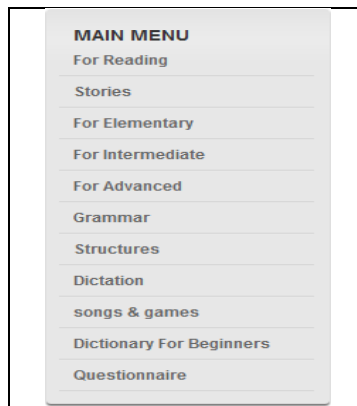 MAIN MENU
For Reading
Stories
For Elementary
For Intermediate
For Advanced
Grammar
Structures
Dictation
songs & games
Dictionary For Beginners
Questionnaire